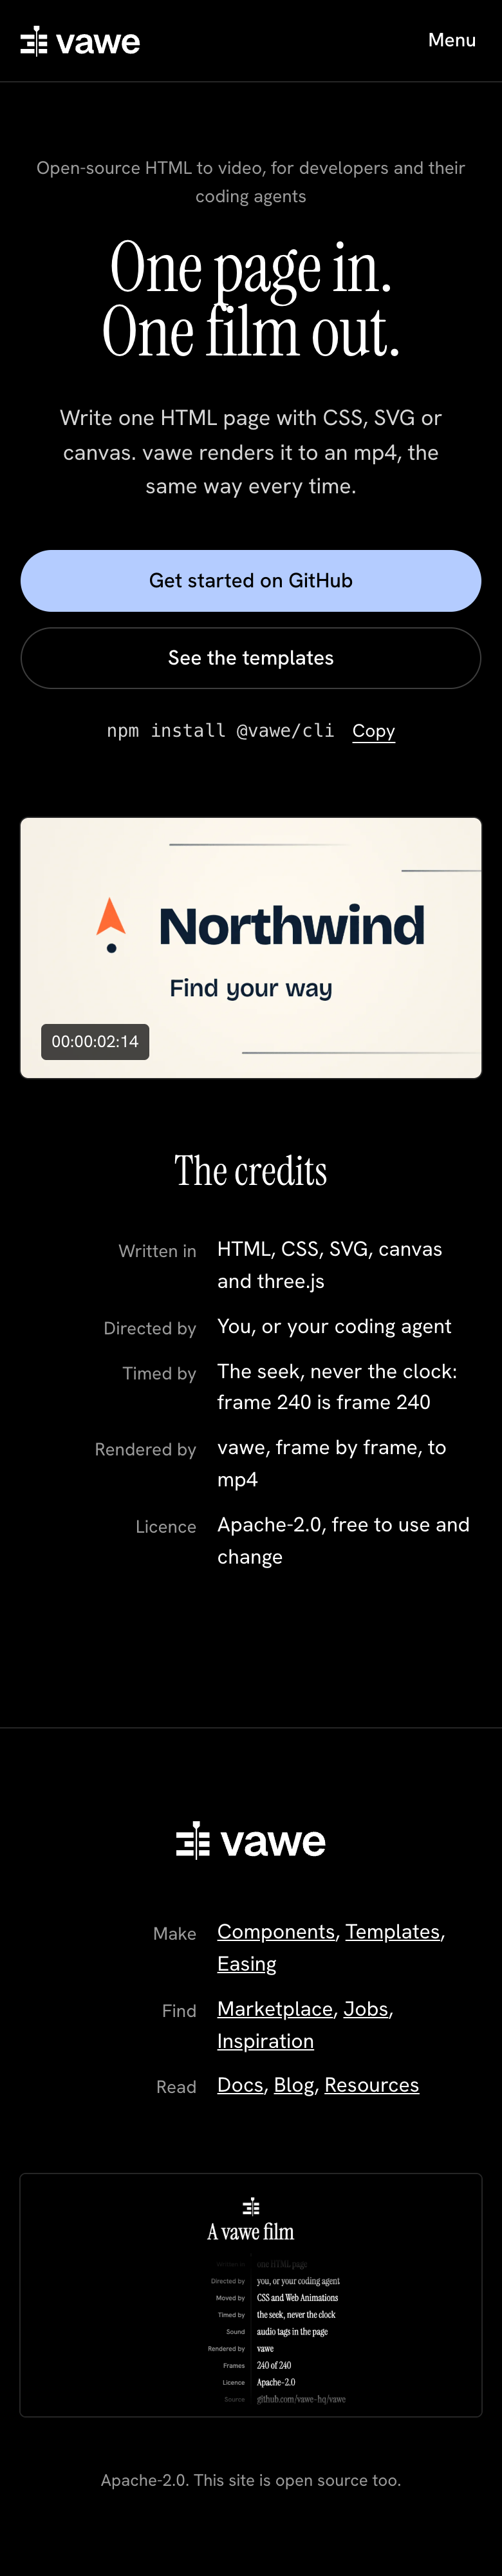 vawe
Menu
Open-source HTML to video, for developers and their
coding agents
One page in.
One film out.
Write one HTML page with CSS, SVG or
canvas. vawe renders it to an mp4, the
same way every time.
Get started on GitHub
See the templates
npm install @vawe/cli Copy
Northwind
Find your way
00:00:02:14
The credits
Written in HTML, CSS, SVG, canvas
and three.js
Directed by You, or your coding agent
Timed by The seek, never the clock:
frame 240 is frame 240
Rendered by vawe, frame by frame, to
mp4
Licence Apache-2.0, free to use and
change
vawe
Make Components, Templates,
Easing
Find Marketplace, Jobs,
Inspiration
Read Docs, Blog, Resources
A vawe film
Written in one HTML page
Directed by you, or your coding agent
Moved by CSS and Web Animations
Timed by the seek, never the clock
Sound audio tags in the page
Rendered by vawe
Frames 240 of 240
Licence Apache-2.0
Source github.com/vawe-hq/vawe
Apache-2.0. This site is open source too.